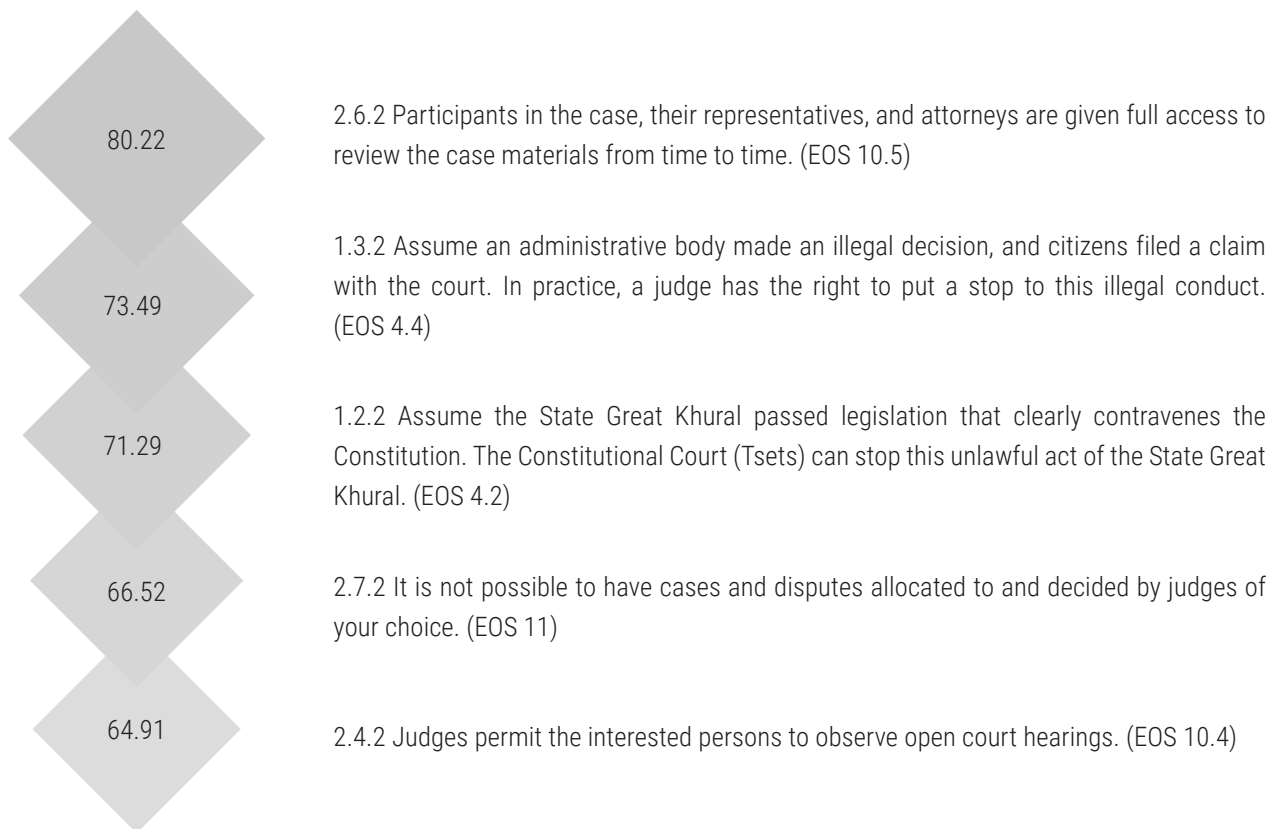 80.22
2.6.2 Participants in the case, their representatives, and attorneys are given full access to
review the case materials from time to time. (EOS 10.5)
73.49
1.3.2 Assume an administrative body made an illegal decision, and citizens filed a claim
with the court. In practice, a judge has the right to put a stop to this illegal conduct.
(EOS 4.4)
71.29
1.2.2 Assume the State Great Khural passed legislation that clearly contravenes the
Constitution. The Constitutional Court (Tsets) can stop this unlawful act of the State Great
Khural. (EOS 4.2)
66.52
2.7.2 It is not possible to have cases and disputes allocated to and decided by judges of
your choice. (EOS 11)
64.91
2.4.2 Judges permit the interested persons to observe open court hearings. (EOS 10.4)